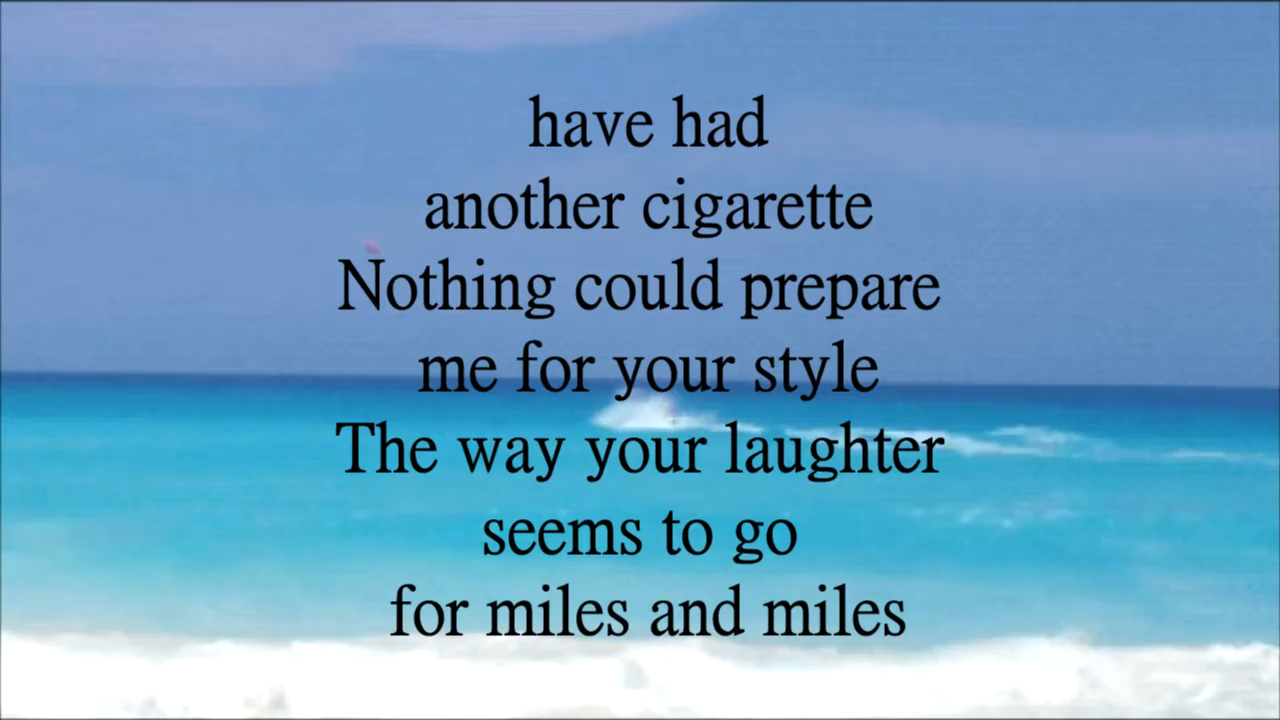 have had
another cigarette
Nothing could prepare
me for your style
The way your laughter
seems to go
for miles and miles